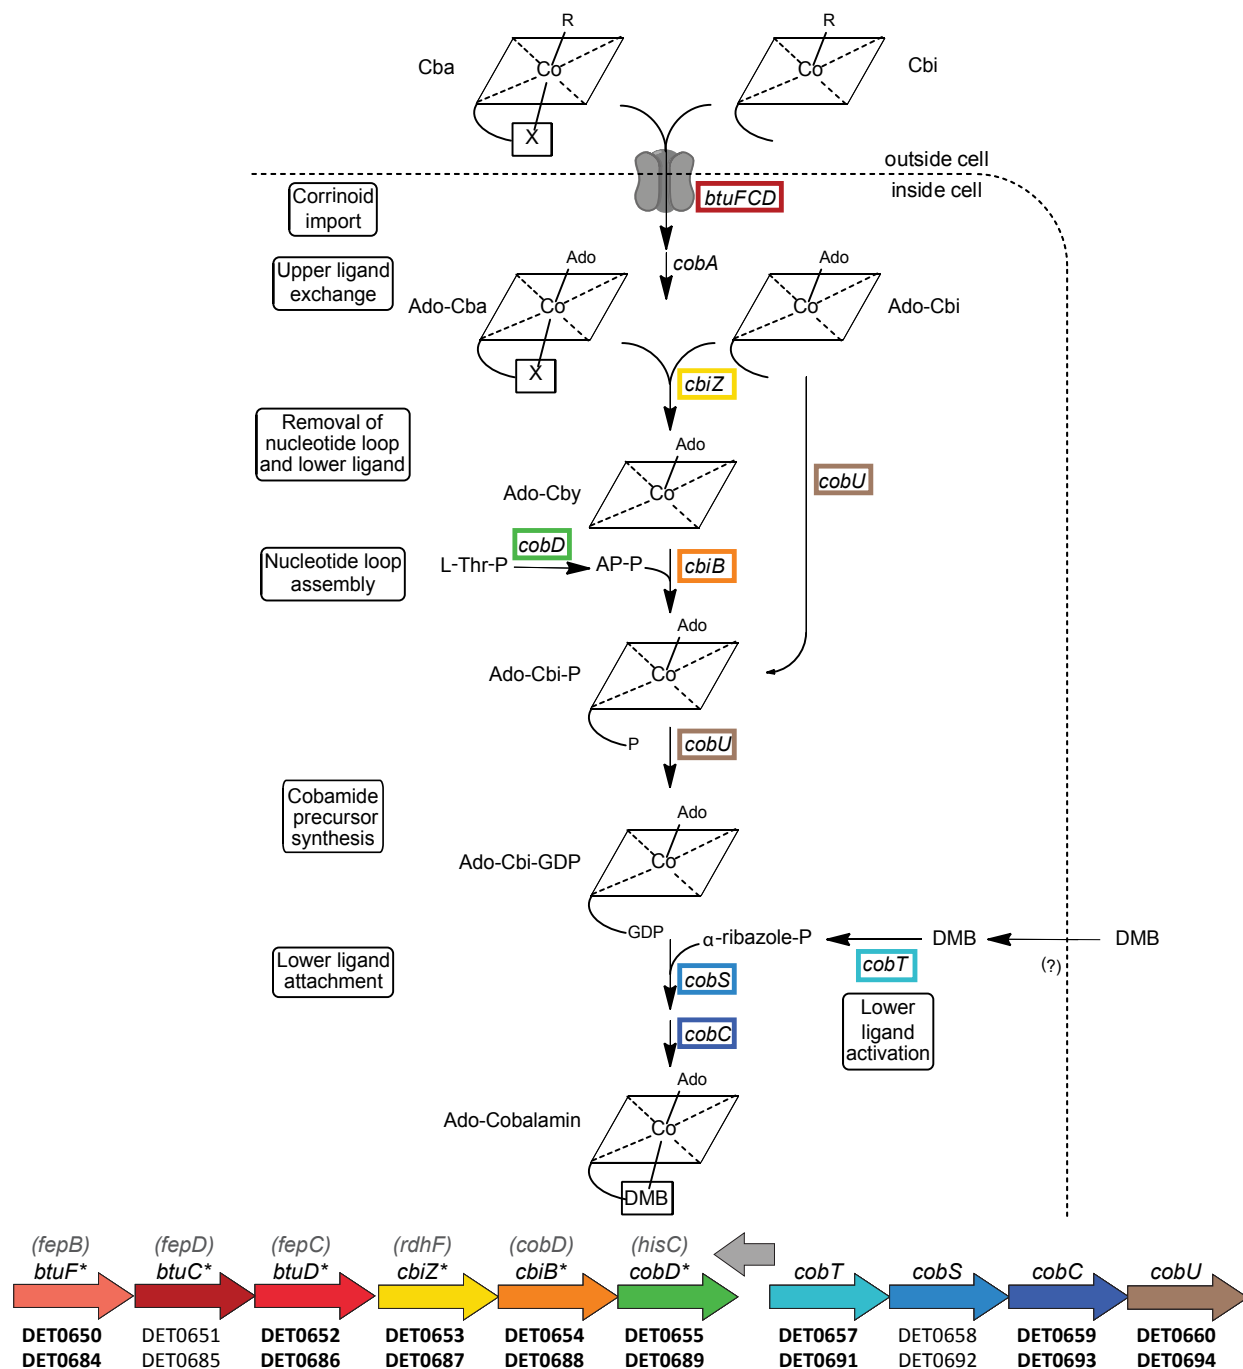 R
R
Cba
Co
Co
Cbi
X
outside cell
inside cell
Corrinoid
import
btuFCD
Upper ligand
exchange
cobA
Ado
Ado
Ado-Cba
Co
Co
Ado-Cbi
X
cbiZ
Removal of
nucleotide loop
and lower ligand
Ado
Ado-Cby
Co
cobU
Nucleotide loop
assembly
cobD
L-Thr-P
AP-P
cbiB
Ado
Ado-Cbi-P
Co
P
cobU
Cobamide
precursor
synthesis
Ado
Ado-Cbi-GDP
Co
GDP
α-ribazole-P
DMB
DMB
(?)
cobT
Lower ligand
attachment
cobS
Lower
ligand
activation
cobC
Ado
Ado-Cobalamin
Co
DMB
(fepB) (fepD) (fepC) (rdhF) (cobD) (hisC)
btuF* btuC* btuD* cbiZ* cbiB* cobD* cobT cobS cobC cobU
DET0650 DET0651 DET0652 DET0653 DET0654 DET0655 DET0657 DET0658 DET0659 DET0660
DET0684 DET0685 DET0686 DET0687 DET0688 DET0689 DET0691 DET0692 DET0693 DET0694